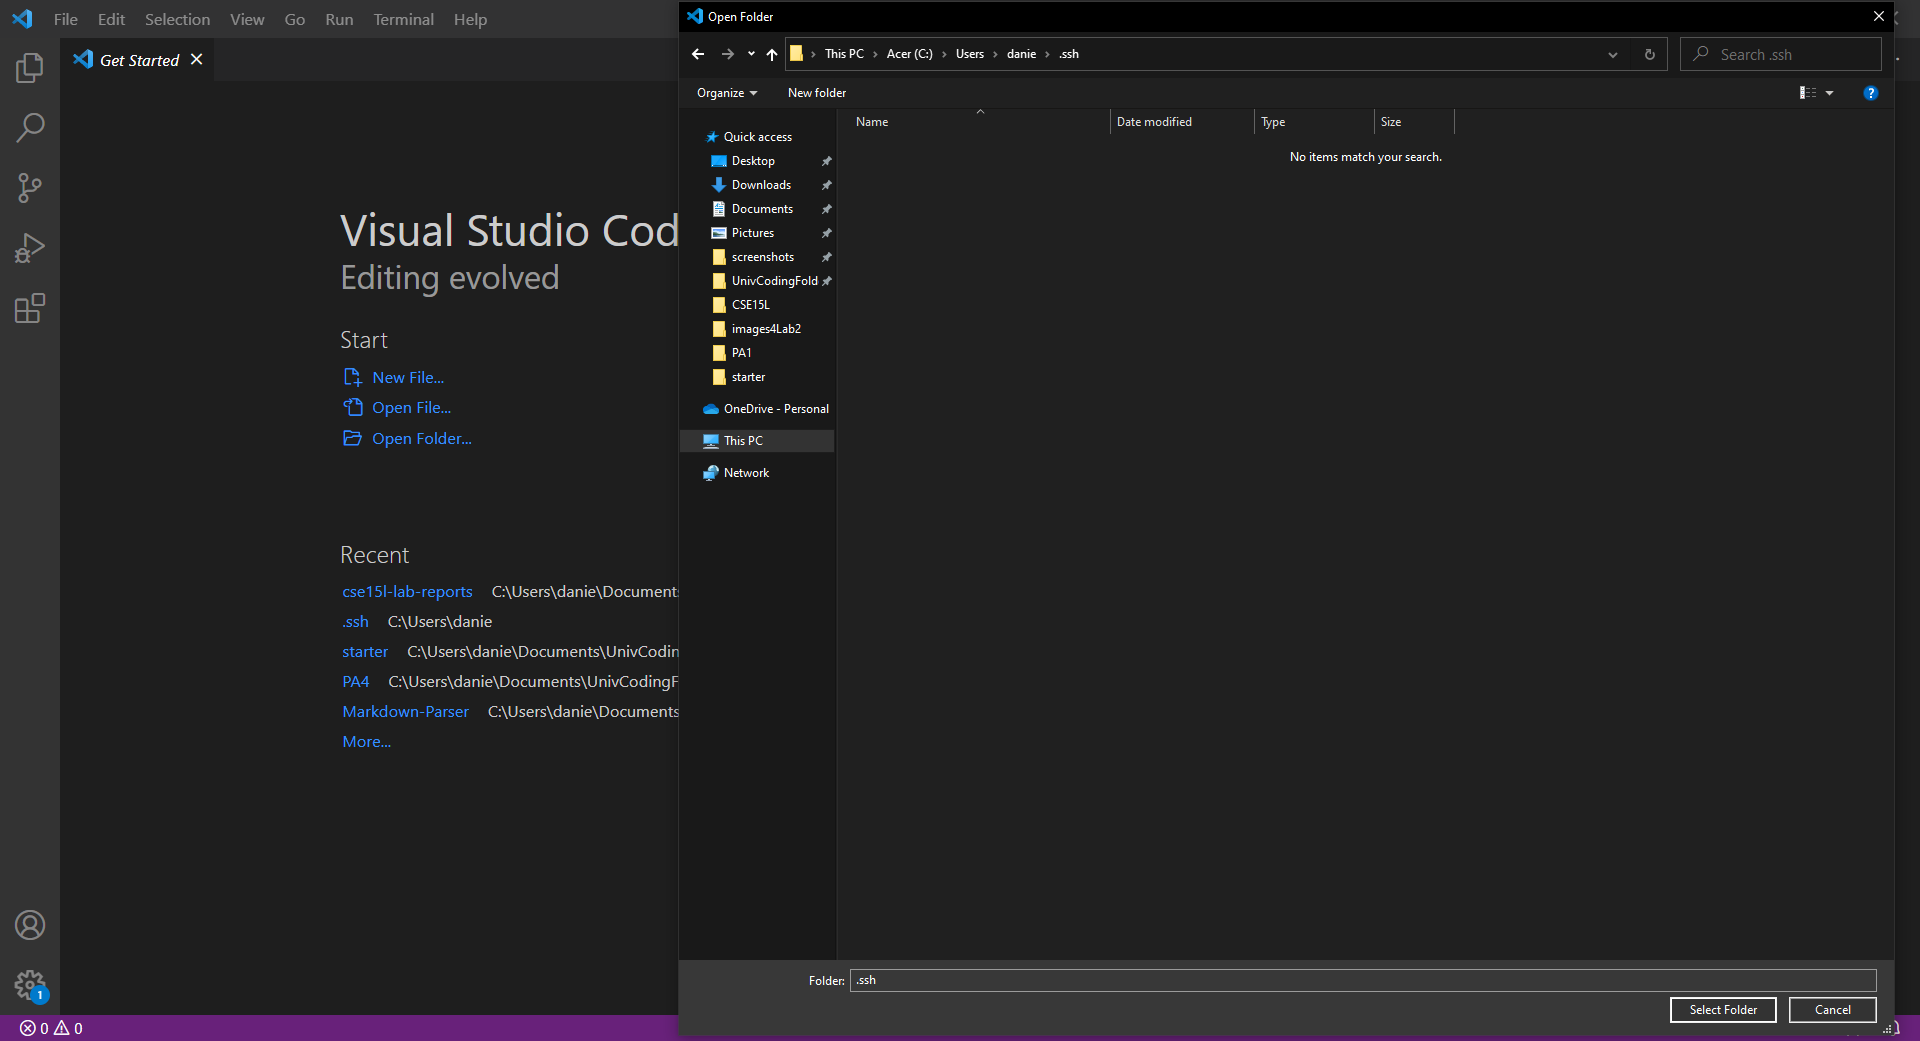 File Edit Selection View Go Run Terminal Help
Get Started
Visual Studio Cod
Editing evolved
Start
New File...
Open File...
Open Folder...
Recent
cse15l-lab-reports C:\Users\danie\Documents
.ssh C:\Users\danie
starter C:\Users\danie\Documents\UnivCodin
PA4 C:\Users\danie\Documents\UnivCodingF
Markdown-Parser C:\Users\danie\Documents
More...
1
0 0
Open Folder
This PC Acer (C:) Users danie .ssh
Search .ssh
Organize New folder
?
Quick access
Desktop
Downloads
Documents
Pictures
screenshots
UnivCodingFold
CSE15L
images4Lab2
PA1
starter
OneDrive - Personal
This PC
Network
Name Date modified Type Size
No items match your search.
Folder: .ssh
Select Folder Cancel